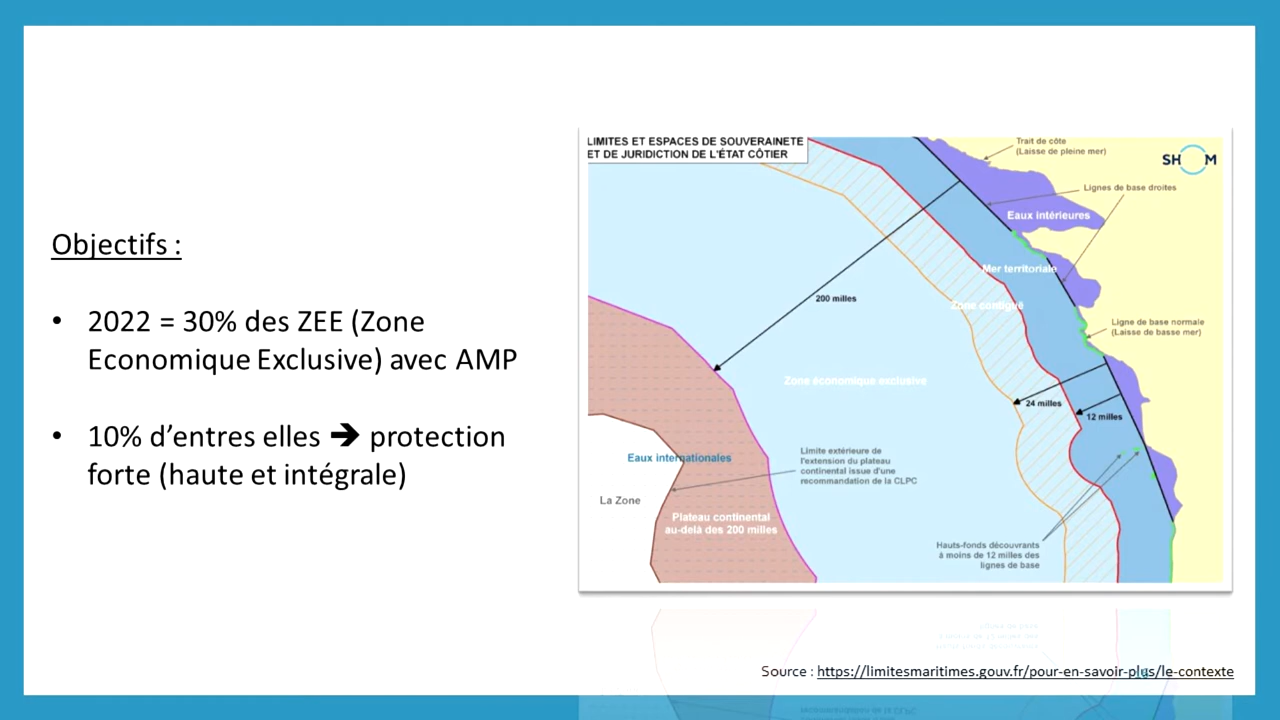 Objectifs :
• 2022 = 30% des ZEE (Zone
Economique Exclusive) avec AMP
• 10% d’entres elles ➔ protection
forte (haute et intégrale)
LIMITES ET ESPACES DE SOUVERAINETE
ET DE JURIDICTION DE L'ÉTAT CÔTIER
Trait de côte
(Laisse de pleine mer)
SHOM
Lignes de base droites
Eaux intérieures
Mer territoriale
200 milles
Zone contiguë
Ligne de base normale
(Laisse de basse mer)
Zone économique exclusive
24 milles
12 milles
Eaux internationales
Limite extérieure de
l'extension du plateau
continental issue d'une
recommandation de la CLPC
La Zone
Plateau continental
au-delà des 200 milles
Hauts-fonds découvrants
à moins de 12 milles des
lignes de base
Source : https://limitesmaritimes.gouv.fr/pour-en-savoir-plus/le-contexte